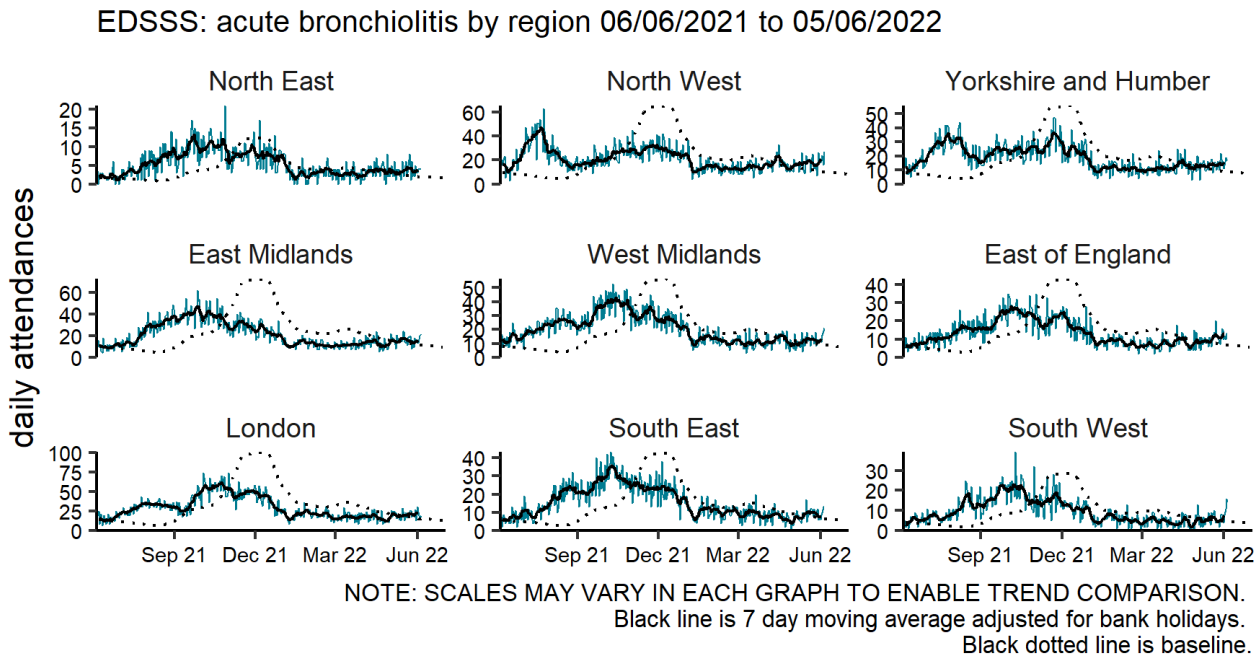 EDSSS: acute bronchiolitis by region 06/06/2021 to 05/06/2022
daily attendances
North East
20
15
10
5
0
North West
60
40
20
0
Yorkshire and Humber
50
40
30
20
10
0
East Midlands
60
40
20
0
West Midlands
50
40
30
20
10
0
East of England
40
30
20
10
0
London
100
75
50
25
0
South East
40
30
20
10
0
South West
30
20
10
0
Sep 21 Dec 21 Mar 22 Jun 22
Sep 21 Dec 21 Mar 22 Jun 22
Sep 21 Dec 21 Mar 22 Jun 22
NOTE: SCALES MAY VARY IN EACH GRAPH TO ENABLE TREND COMPARISON.
Black line is 7 day moving average adjusted for bank holidays.
Black dotted line is baseline.